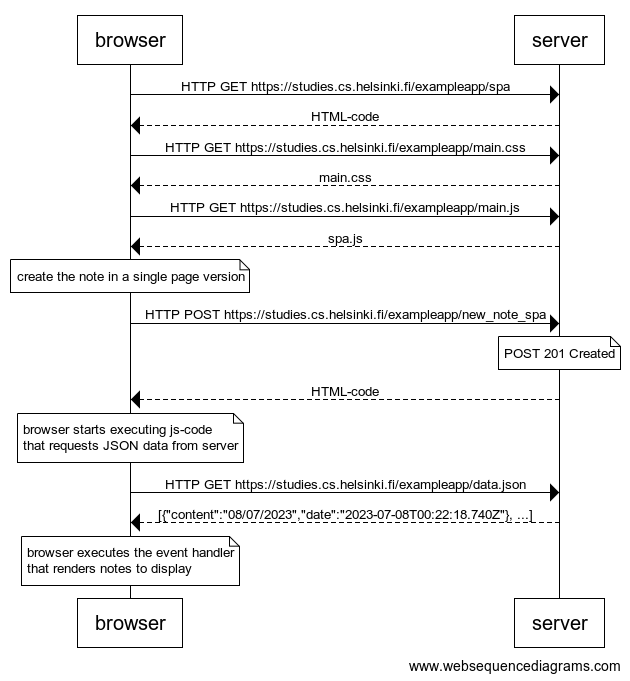 browser
server
HTTP GET https://studies.cs.helsinki.fi/exampleapp/spa
HTML-code
HTTP GET https://studies.cs.helsinki.fi/exampleapp/main.css
main.css
HTTP GET https://studies.cs.helsinki.fi/exampleapp/main.js
spa.js
create the note in a single page version
HTTP POST https://studies.cs.helsinki.fi/exampleapp/new_note_spa
POST 201 Created
HTML-code
browser starts executing js-code
that requests JSON data from server
HTTP GET https://studies.cs.helsinki.fi/exampleapp/data.json
[{"content":"08/07/2023","date":"2023-07-08T00:22:18.740Z"}, ...]
browser executes the event handler
that renders notes to display
browser
server
www.websequencediagrams.com